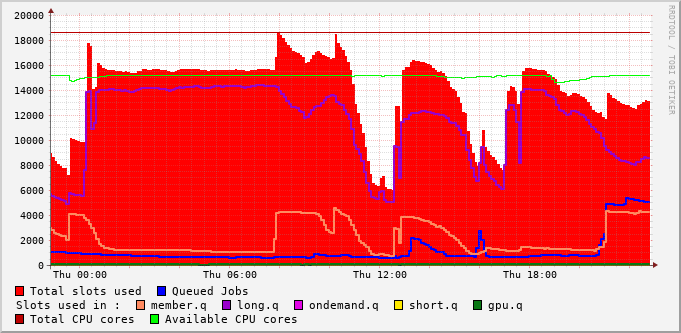 20000
18000
16000
14000
12000
10000
8000
6000
4000
2000
0
Thu 00:00 Thu 06:00 Thu 12:00 Thu 18:00
RRDTOOL / TOBI OETIKER
Total slots used Queued Jobs
Slots used in : member.q long.q ondemand.q short.q gpu.q
Total CPU cores Available CPU cores